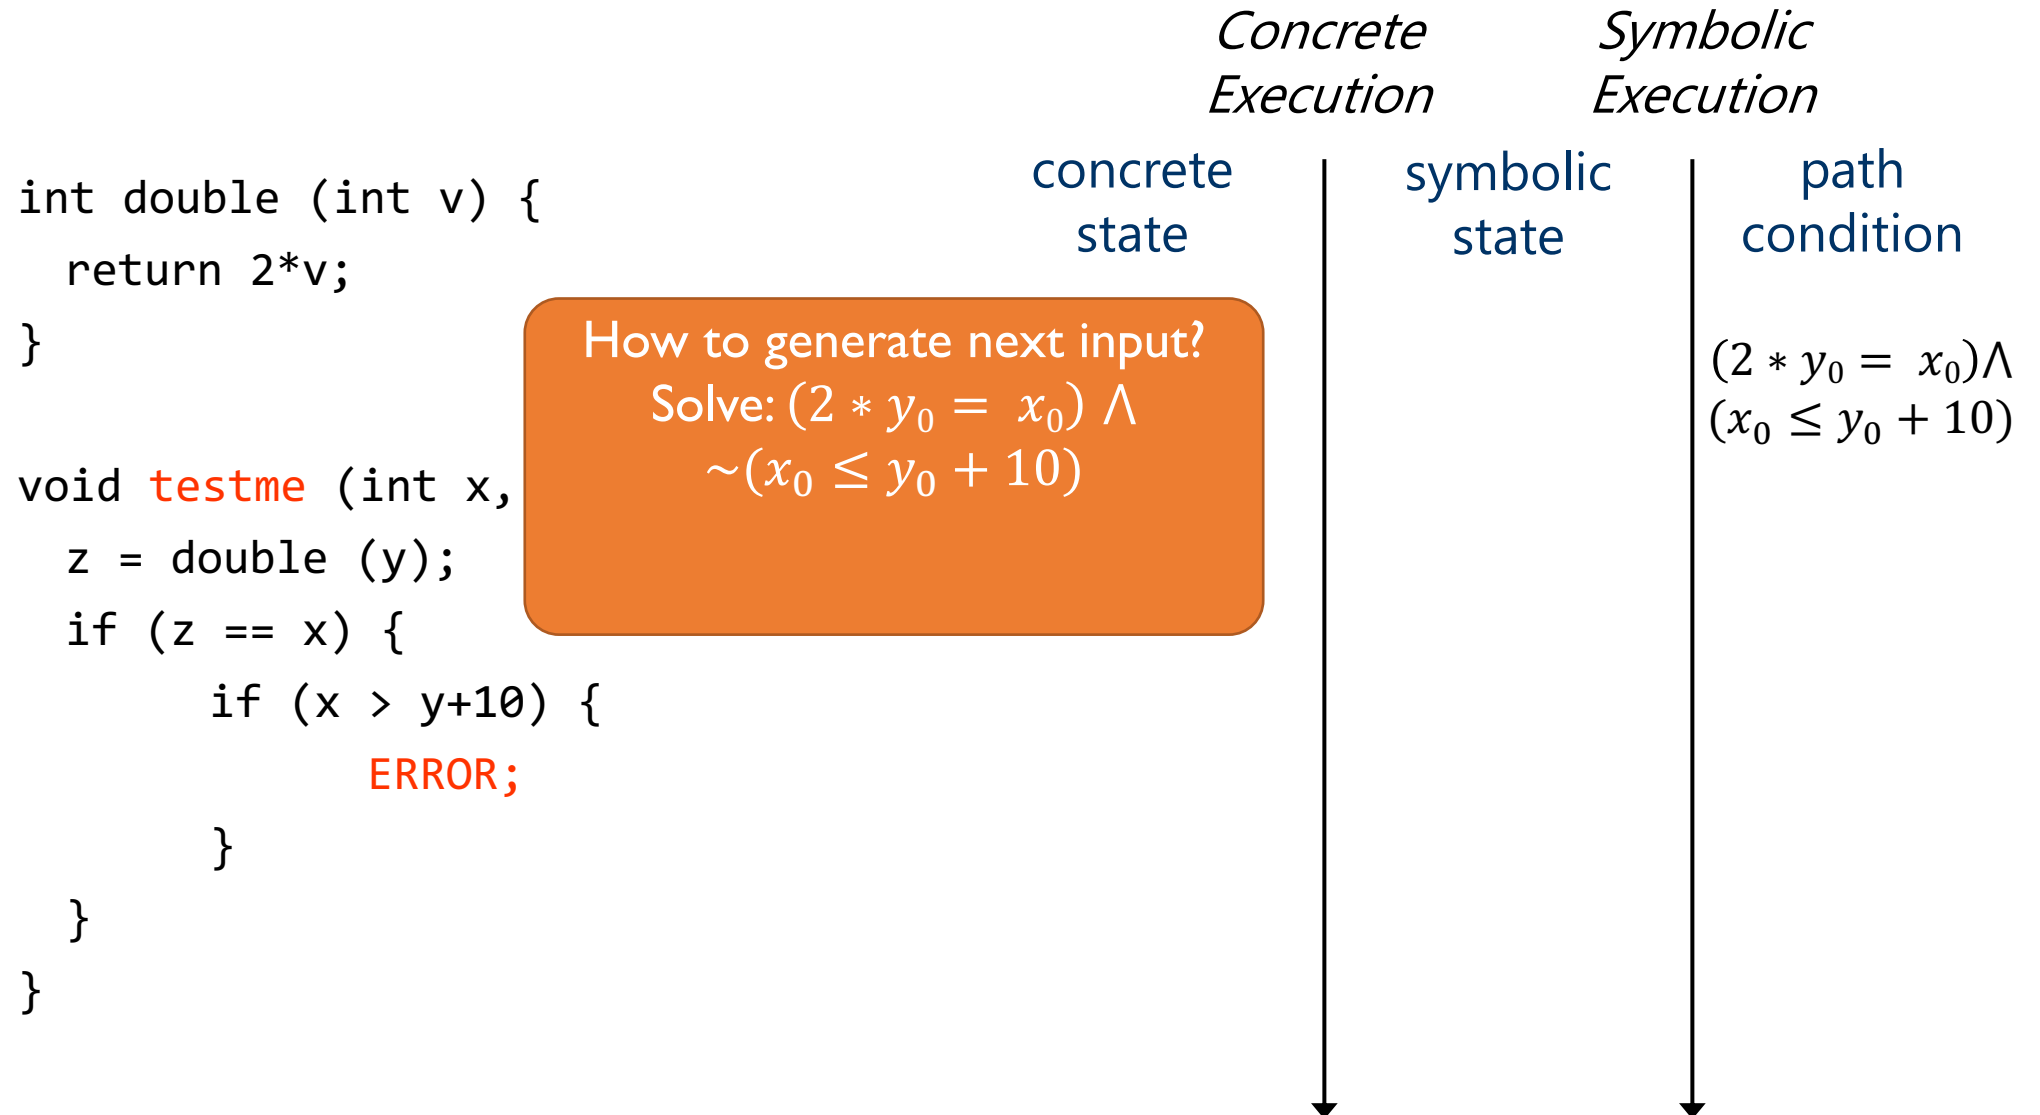 Concrete Execution
Symbolic Execution
concrete state
symbolic state
path condition
int double (int v) {
return 2*v;
}
void testme (int x,
z = double (y);
if (z == x) {
if (x > y+10) {
ERROR;
}
}
}
How to generate next input?
Solve: (2 * y₀ = x₀) ⋀
~(x₀ ≤ y₀ + 10)
(2 * y₀ = x₀)⋀
(x₀ ≤ y₀ + 10)